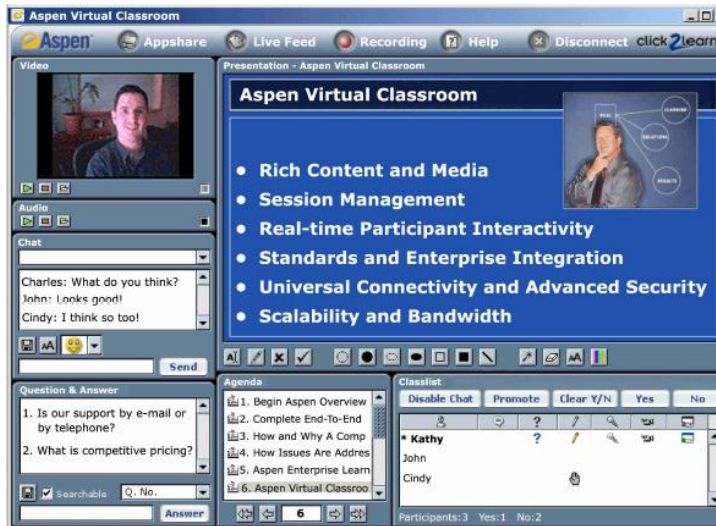 Aspen Virtual Classroom
Aspen Appshare Live Feed Recording Help Disconnect click2learn
Video
Presentation - Aspen Virtual Classroom
Aspen Virtual Classroom
REAL
LEARNING
SOLUTIONS
RESULTS
• Rich Content and Media
• Session Management
• Real-time Participant Interactivity
• Standards and Enterprise Integration
• Universal Connectivity and Advanced Security
• Scalability and Bandwidth
Audio
Chat
Charles: What do you think?
John: Looks good!
Cindy: I think so too!
AA
Send
Question & Answer
1. Is our support by e-mail or
by telephone?
2. What is competitive pricing?
Searchable Q. No.
Answer
A
AA
Agenda
1. Begin Aspen Overview
2. Complete End-To-End
3. How and Why A Comp
4. How Issues Are Addres
5. Aspen Enterprise Learn
6. Aspen Virtual Classroo
6
Classlist
Disable Chat Promote Clear Y/N Yes No
?
* Kathy ?
John
Cindy
Participants:3 Yes:1 No:2